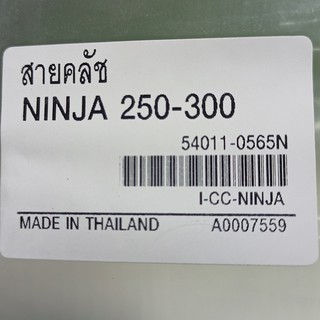 สายคลัช
NINJA 250-300
54011-0565N
I-CC-NINJA
MADE IN THAILAND A0007559